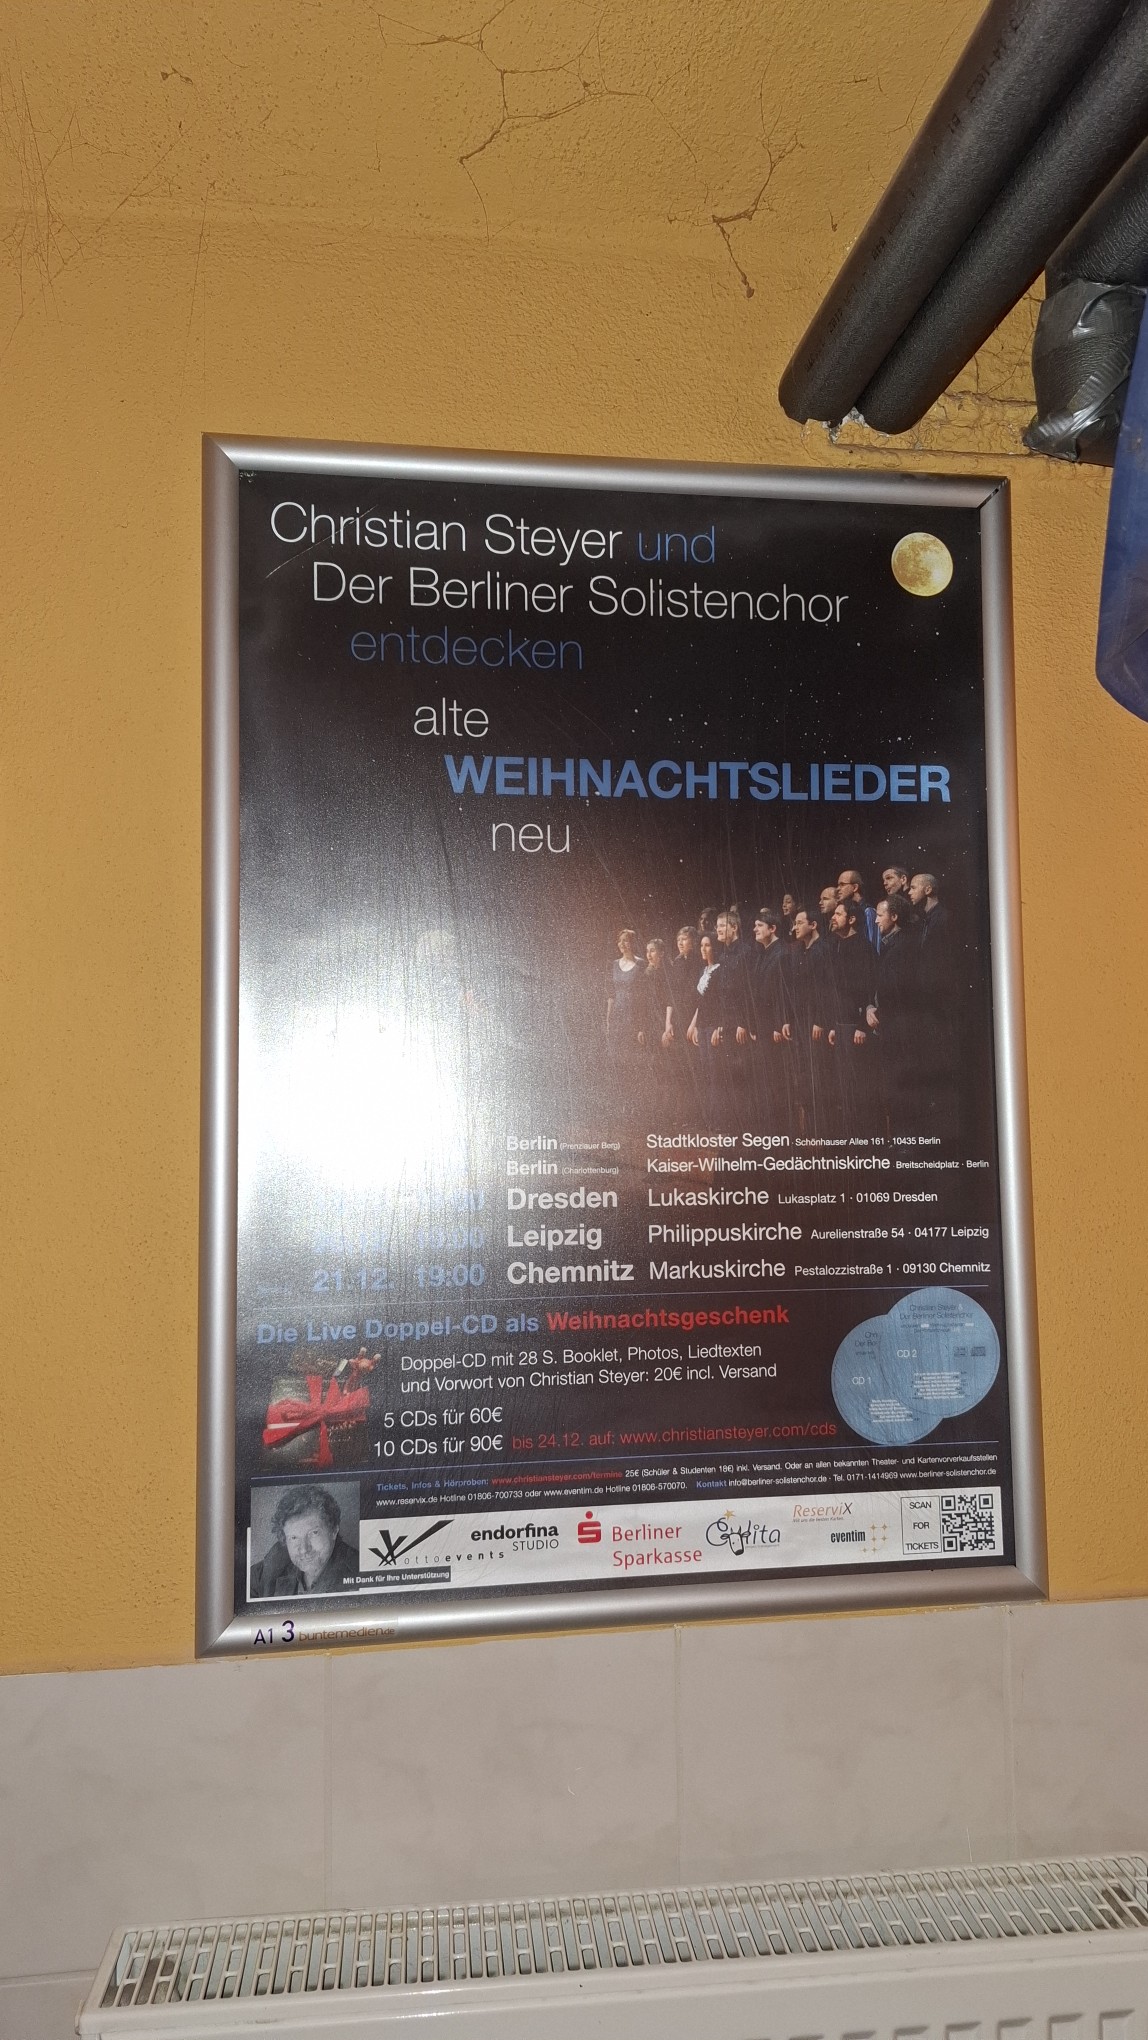 Christian Steyer und
Der Berliner Solistenchor
entdecken
alte
WEIHNACHTSLIEDER
neu
Berlin (Prenzlauer Berg) Stadtkloster Segen Schönhauser Allee 161 · 10435 Berlin
Berlin (Charlottenburg) Kaiser-Wilhelm-Gedächtniskirche Breitscheidplatz · Berlin
Dresden Lukaskirche Lukasplatz 1 · 01069 Dresden
Leipzig Philippuskirche Aurelienstraße 54 · 04177 Leipzig
21.12. 19:00 Chemnitz Markuskirche Pestalozzistraße 1 · 09130 Chemnitz
Die Live Doppel-CD als Weihnachtsgeschenk
Doppel-CD mit 28 S. Booklet, Photos, Liedtexten
und Vorwort von Christian Steyer: 20€ incl. Versand
5 CDs für 60€
10 CDs für 90€ bis 24.12. auf: www.christiansteyer.com/cds
Christian Steyer
Der Berliner Solistenchor
CD 2
CD 1
Tickets, Infos & Hörproben: www.christiansteyer.com/termine 25€ (Schüler & Studenten 18€) inkl. Versand. Oder an allen bekannten Theater- und Kartenvorverkaufsstellen
www.reservix.de Hotline 01806-700733 oder www.eventim.de Hotline 01806-570070. Kontakt info@berliner-solistenchor.de · Tel. 0171-1414969 www.berliner-solistenchor.de
ottoevents
endorfina
STUDIO
Berliner
Sparkasse
ReserviX
eventim
SCAN
FOR
TICKETS
Mit Dank für Ihre Unterstützung
A1 3 buntemedien.de